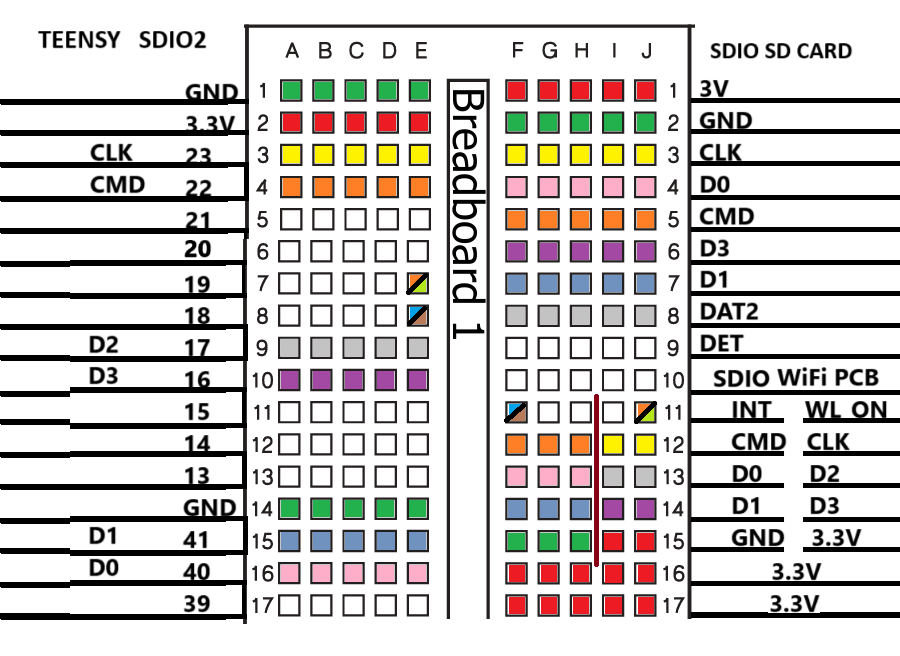 TEENSY SDIO2
SDIO SD CARD
A B C D E F G H I J
GND 1 1 3V
3.3V 2 2 GND
CLK 23 3 3 CLK
CMD 22 4 4 D0
21 5 5 CMD
20 6 6 D3
19 7 7 D1
18 8 8 DAT2
D2 17 9 9 DET
D3 16 10 10 SDIO WiFi PCB
15 11 11 INT WL ON
14 12 12 CMD CLK
13 13 13 D0 D2
GND 14 14 D1 D3
D1 41 15 15 GND 3.3V
D0 40 16 16 3.3V
39 17 17 3.3V
Breadboard 1